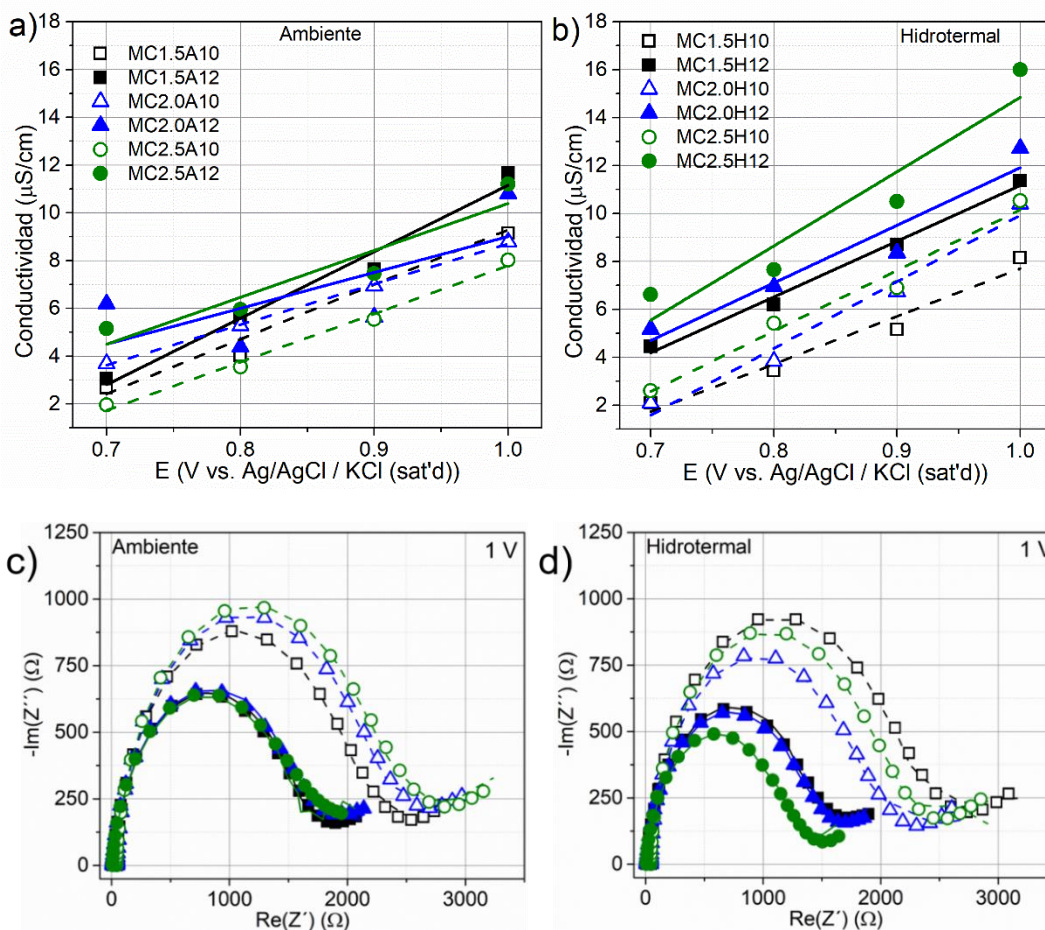 a)
Ambiente
MC1.5A10
MC1.5A12
MC2.0A10
MC2.0A12
MC2.5A10
MC2.5A12
18
16
14
12
10
8
6
4
2
Conductividad (µS/cm)
0.7 0.8 0.9 1.0
E (V vs. Ag/AgCl / KCl (sat'd))
b)
Hidrotermal
MC1.5H10
MC1.5H12
MC2.0H10
MC2.0H12
MC2.5H10
MC2.5H12
18
16
14
12
10
8
6
4
2
Conductividad (µS/cm)
0.7 0.8 0.9 1.0
E (V vs. Ag/AgCl / KCl (sat'd))
c)
Ambiente
1 V
1250
1000
750
500
250
0
-Im(Z´´) (Ω)
0 1000 2000 3000
Re(Z´) (Ω)
d)
Hidrotermal
1 V
1250
1000
750
500
250
0
-Im(Z´´) (Ω)
0 1000 2000 3000
Re(Z´) (Ω)